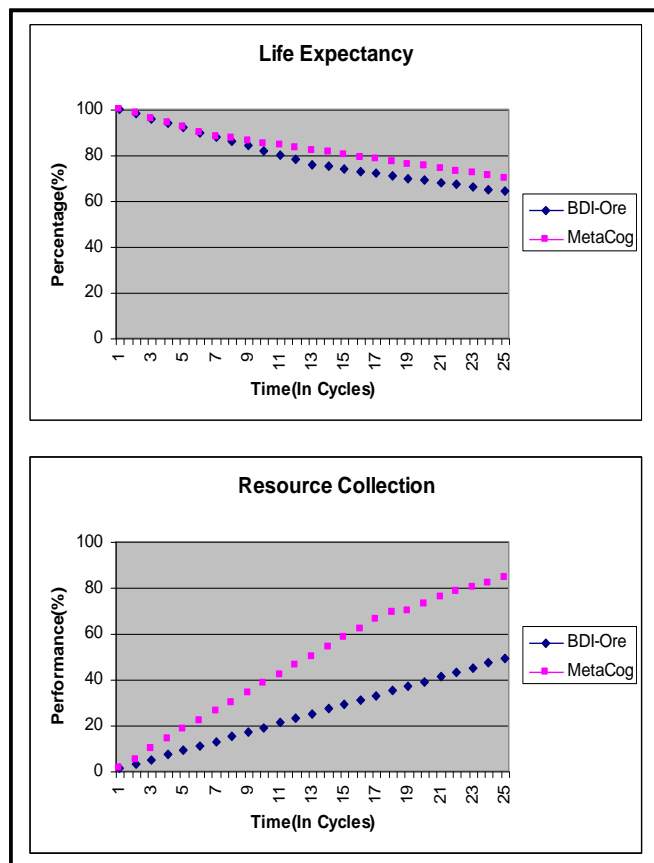 Life Expectancy
100
80
60
40
20
0
Percentage(%)
1 3 5 7 9 11 13 15 17 19 21 23 25
Time(In Cycles)
BDI-Ore
MetaCog
Resource Collection
100
80
60
40
20
0
Performance(%)
1 3 5 7 9 11 13 15 17 19 21 23 25
Time(In Cycles)
BDI-Ore
MetaCog